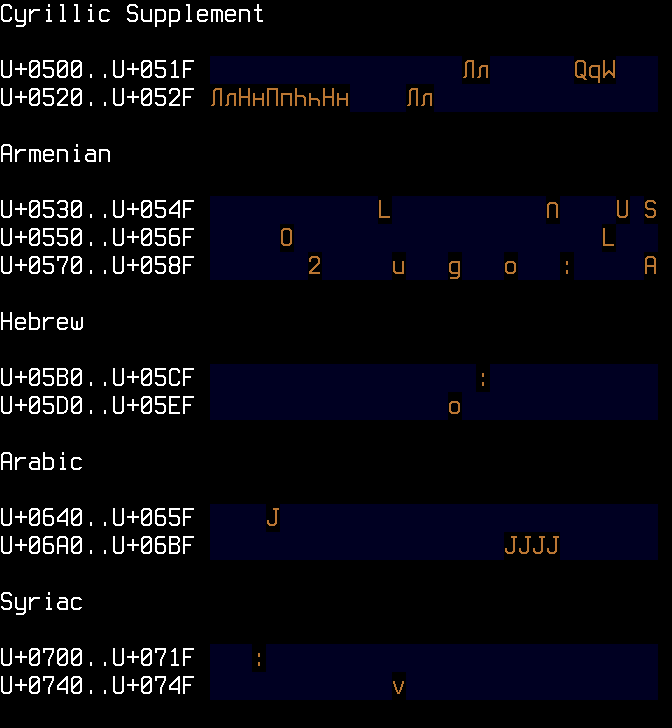 Cyrillic Supplement
U+0500..U+051F Лл QqW
U+0520..U+052F ЛлНнПпhhНн Лл
Armenian
U+0530..U+054F L Ո U S
U+0550..U+056F O L
U+0570..U+058F 2 u g o : A
Hebrew
U+05B0..U+05CF :
U+05D0..U+05EF o
Arabic
U+0640..U+065F J
U+06A0..U+06BF JJJJ
Syriac
U+0700..U+071F :
U+0740..U+074F v